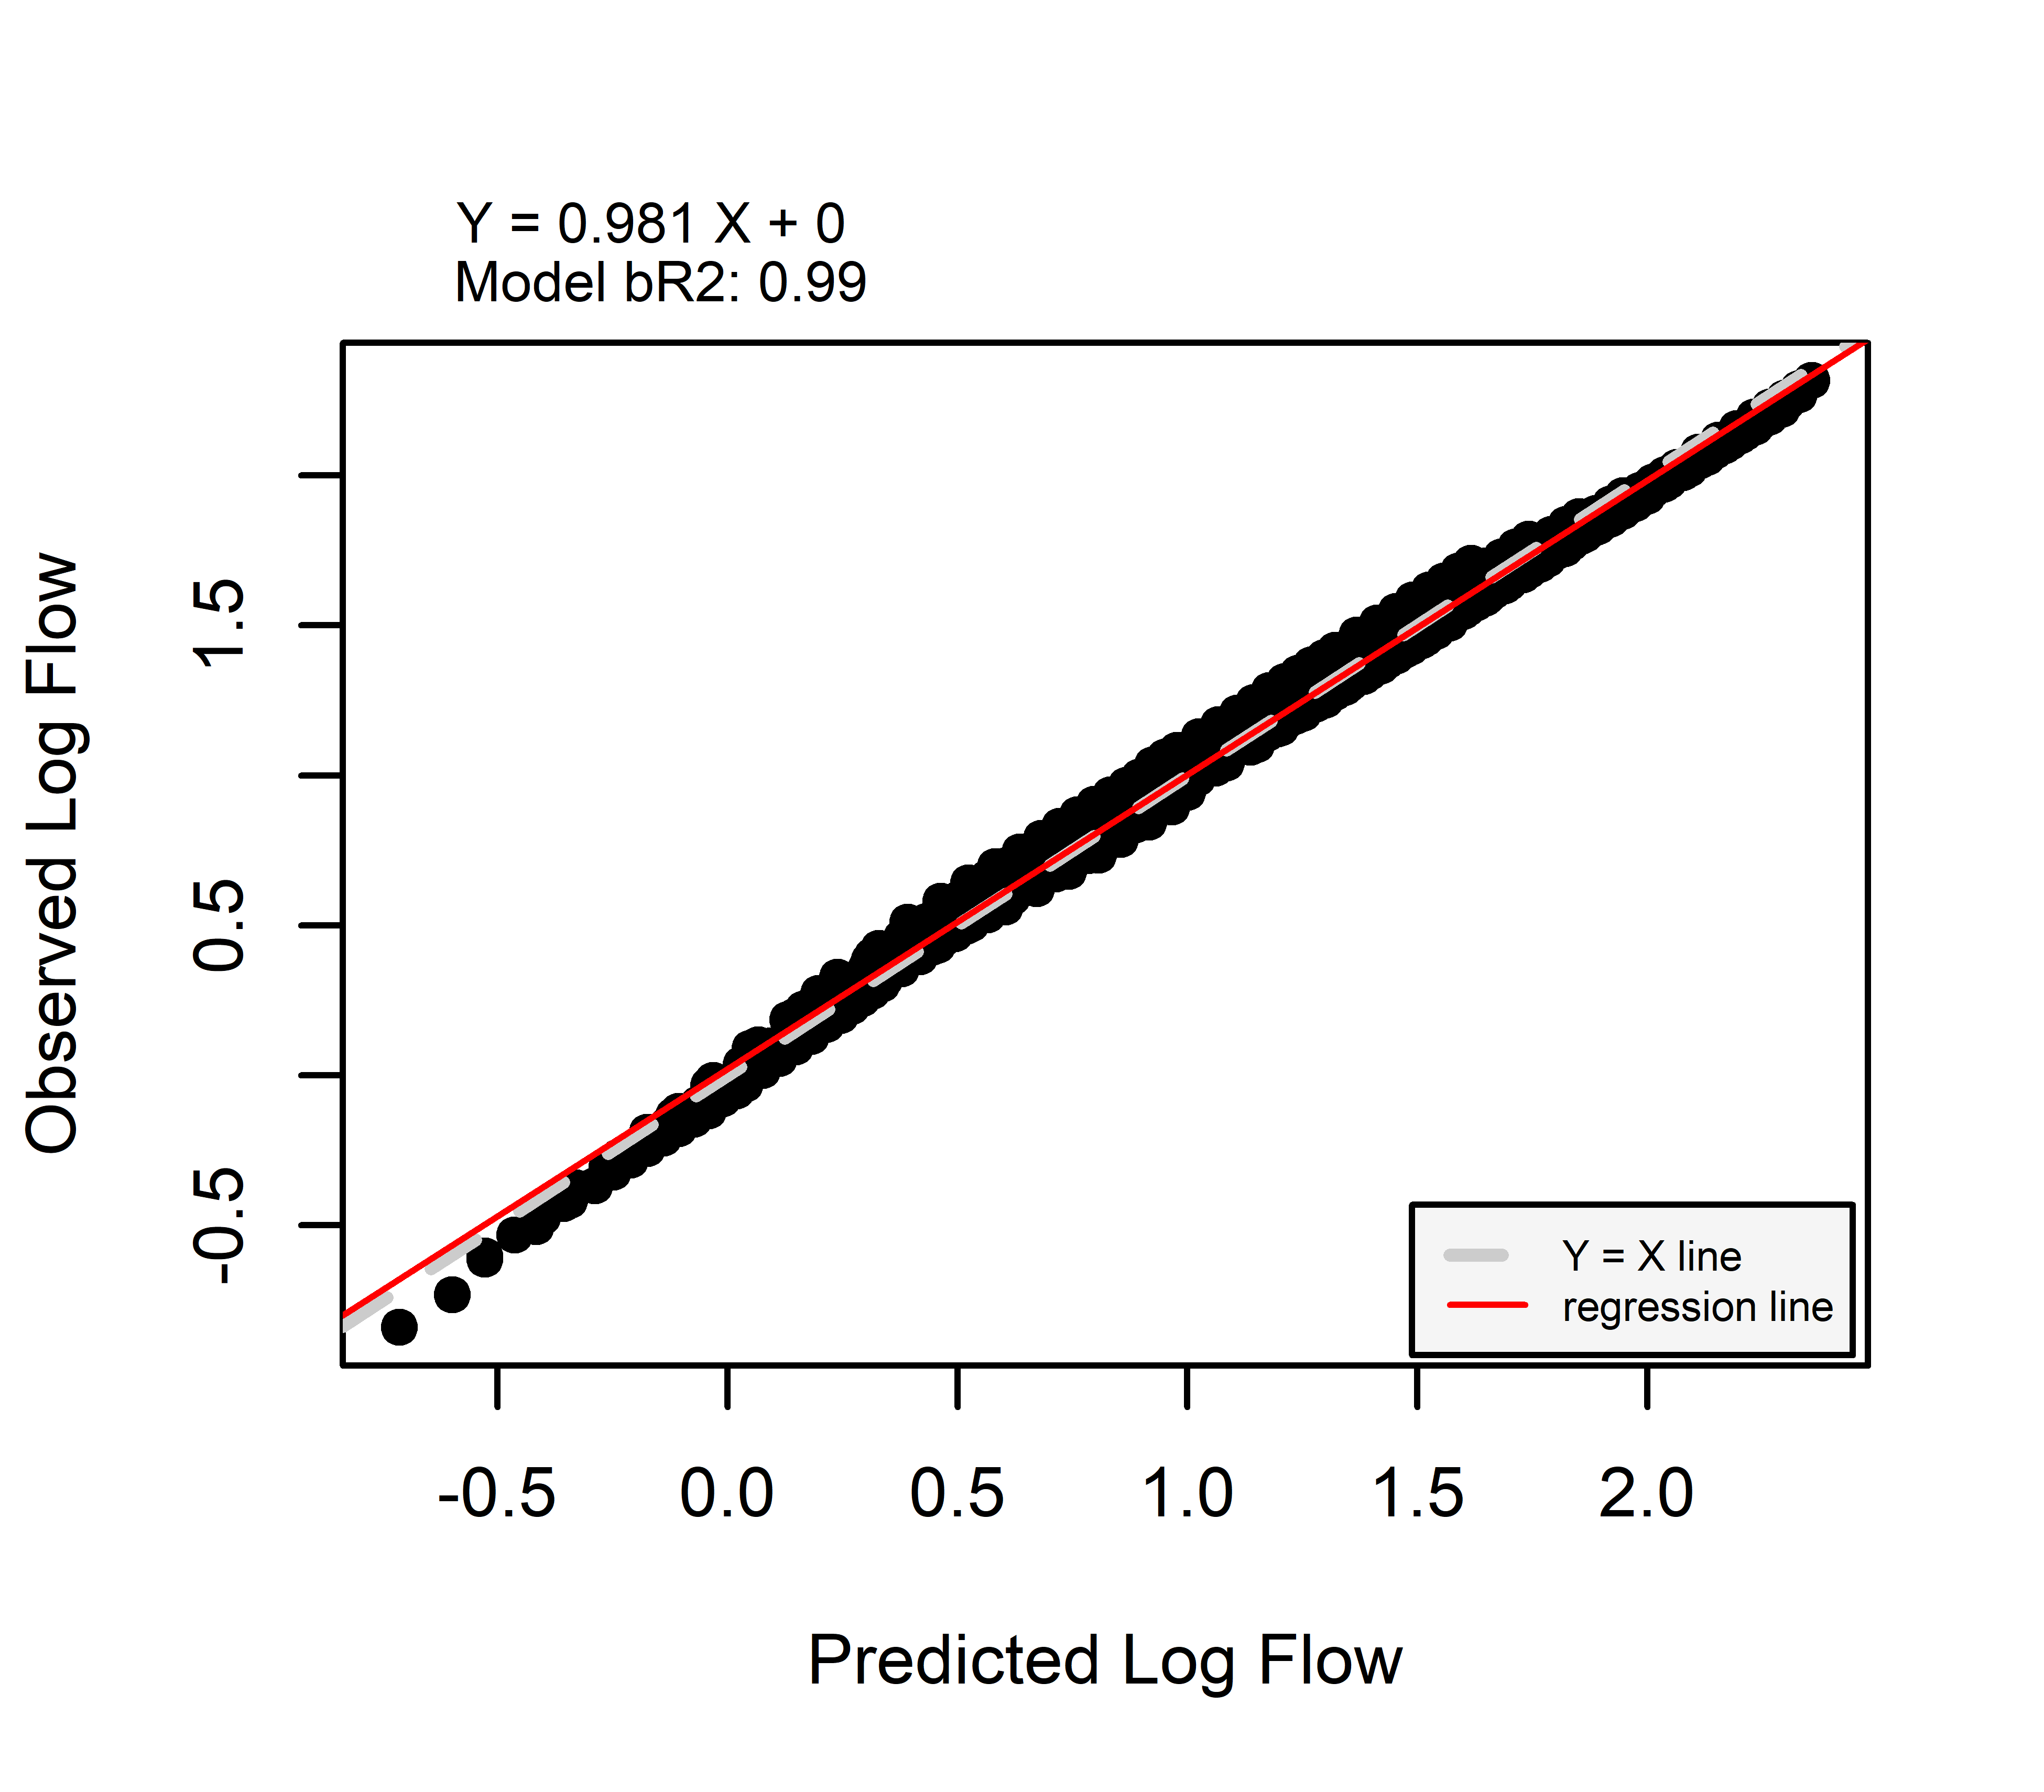 Y = 0.981 X + 0
Model bR2: 0.99
Observed Log Flow
1.5
0.5
-0.5
Y = X line
regression line
-0.5 0.0 0.5 1.0 1.5 2.0
Predicted Log Flow